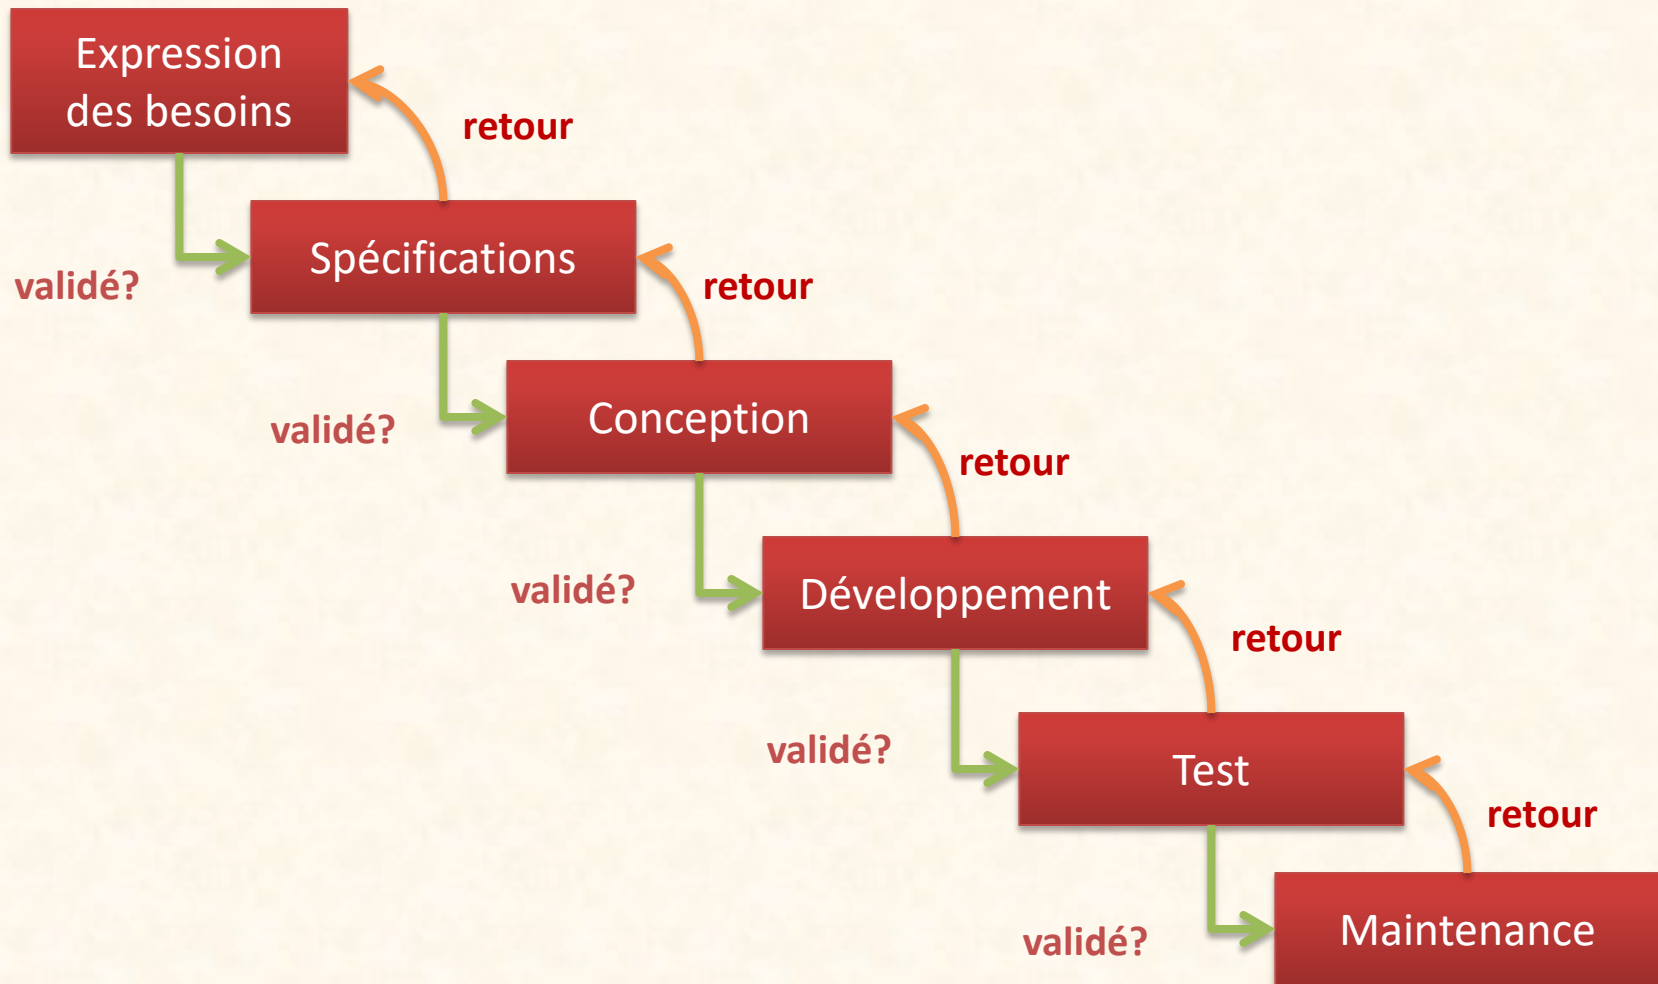 Expression
des besoins
retour
Spécifications
validé?
retour
Conception
validé?
retour
Développement
validé?
retour
Test
validé?
retour
Maintenance
validé?